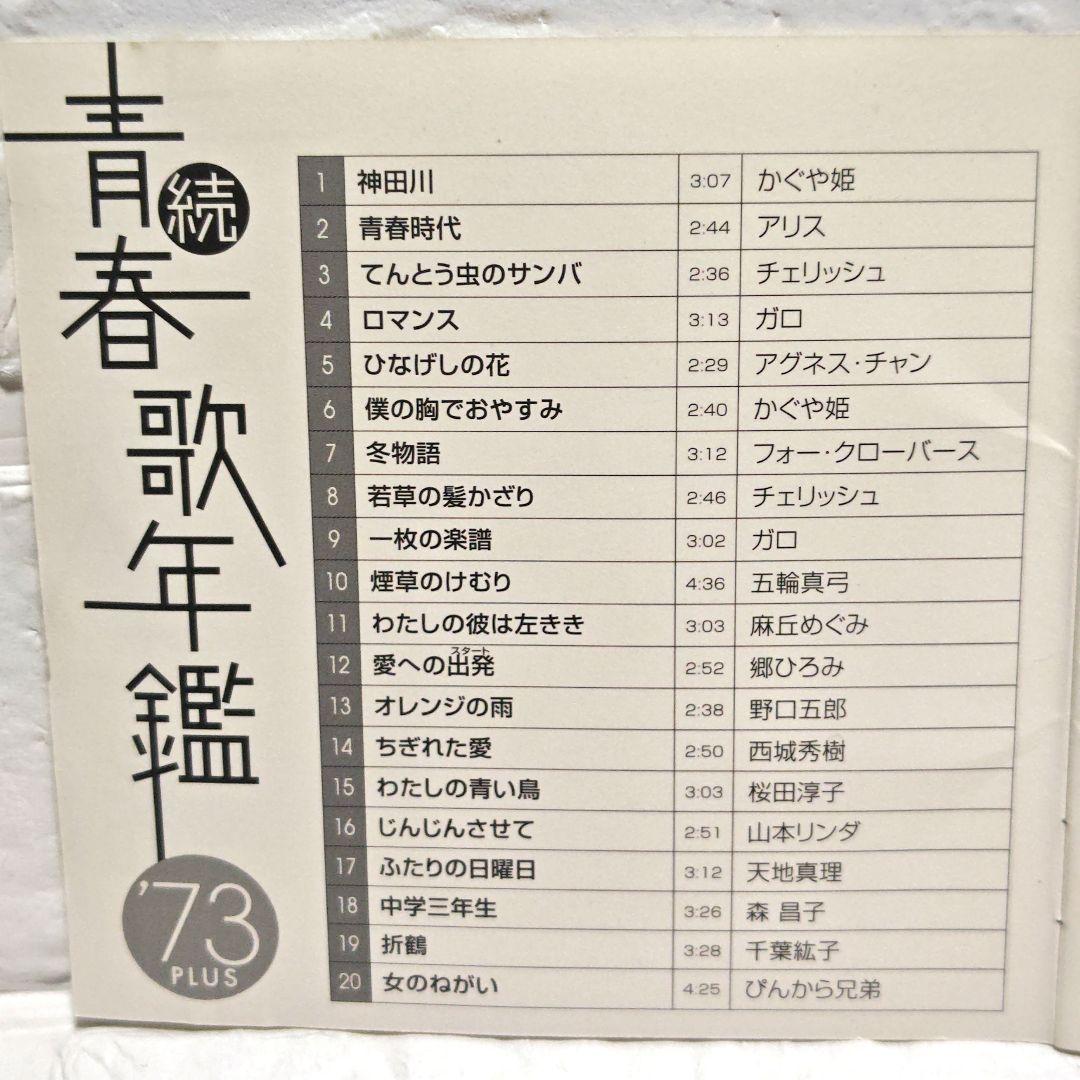 続青春歌年鑑
'73
PLUS
1 神田川 3:07 かぐや姫
2 青春時代 2:44 アリス
3 てんとう虫のサンバ 2:36 チェリッシュ
4 ロマンス 3:13 ガロ
5 ひなげしの花 2:29 アグネス・チャン
6 僕の胸でおやすみ 2:40 かぐや姫
7 冬物語 3:12 フォー・クローバース
8 若草の髪かざり 2:46 チェリッシュ
9 一枚の楽譜 3:02 ガロ
10 煙草のけむり 4:36 五輪真弓
11 わたしの彼は左きき 3:03 麻丘めぐみ
スタート
12 愛への出発 2:52 郷ひろみ
13 オレンジの雨 2:38 野口五郎
14 ちぎれた愛 2:50 西城秀樹
15 わたしの青い鳥 3:03 桜田淳子
16 じんじんさせて 2:51 山本リンダ
17 ふたりの日曜日 3:12 天地真理
18 中学三年生 3:26 森 昌子
19 折鶴 3:28 千葉紘子
20 女のねがい 4:25 ぴんから兄弟